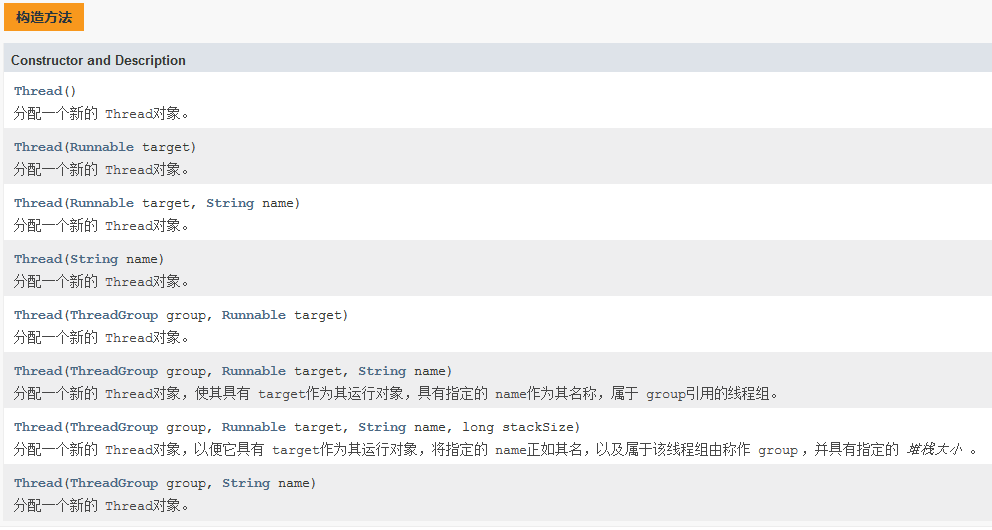 构造方法
Constructor and Description
Thread()
分配一个新的 Thread对象。
Thread(Runnable target)
分配一个新的 Thread对象。
Thread(Runnable target, String name)
分配一个新的 Thread对象。
Thread(String name)
分配一个新的 Thread对象。
Thread(ThreadGroup group, Runnable target)
分配一个新的 Thread对象。
Thread(ThreadGroup group, Runnable target, String name)
分配一个新的 Thread对象，使其具有 target作为其运行对象，具有指定的 name作为其名称，属于 group引用的线程组。
Thread(ThreadGroup group, Runnable target, String name, long stackSize)
分配一个新的 Thread对象，以便它具有 target作为其运行对象，将指定的 name正如其名，以及属于该线程组由称作 group ，并具有指定的 堆栈大小 。
Thread(ThreadGroup group, String name)
分配一个新的 Thread对象。